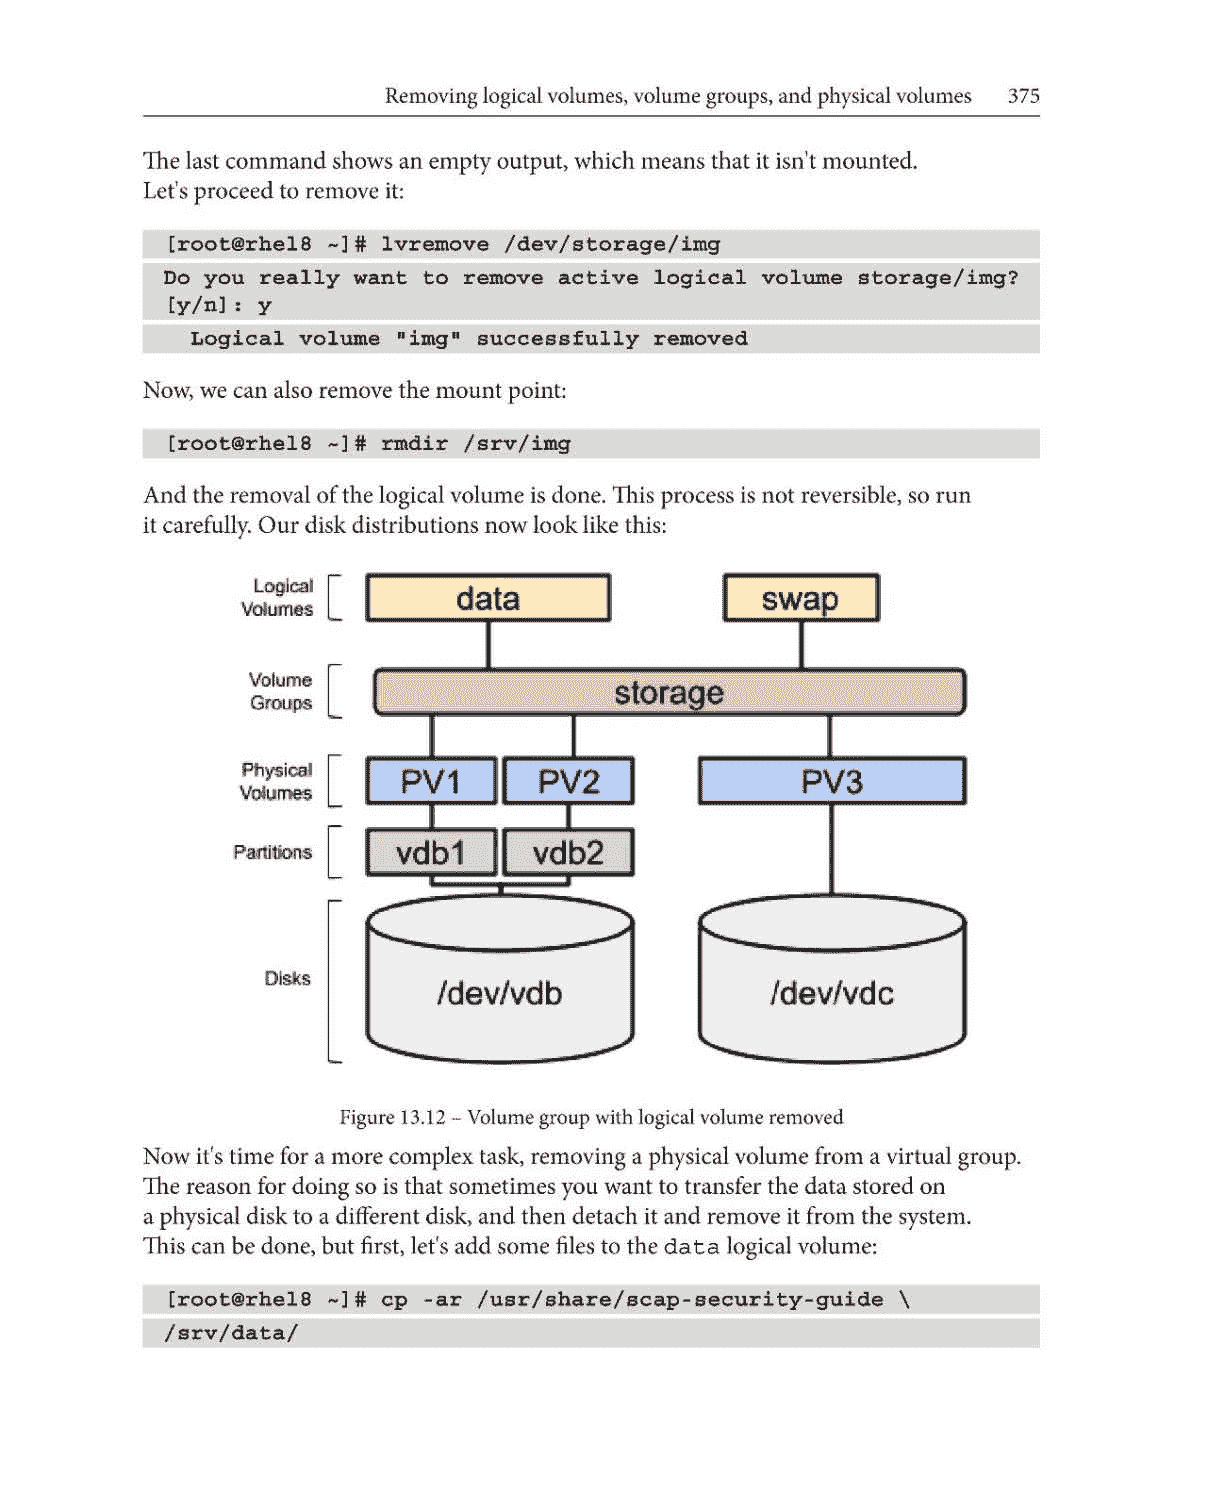 Removing logical volumes, volume groups, and physical volumes 375
The last command shows an empty output, which means that it isn't mounted.
Let's proceed to remove it:
[root@rhel8 ~]# lvremove /dev/storage/img
Do you really want to remove active logical volume storage/img?
[y/n]: y
Logical volume "img" successfully removed
Now, we can also remove the mount point:
[root@rhel8 ~]# rmdir /srv/img
And the removal of the logical volume is done. This process is not reversible, so run
it carefully. Our disk distributions now look like this:
Logical
Volumes
data
swap
Volume
Groups
storage
Physical
Volumes
PV1
PV2
PV3
Partitions
vdb1
vdb2
Disks
/dev/vdb
/dev/vdc
Figure 13.12 – Volume group with logical volume removed
Now it's time for a more complex task, removing a physical volume from a virtual group.
The reason for doing so is that sometimes you want to transfer the data stored on
a physical disk to a different disk, and then detach it and remove it from the system.
This can be done, but first, let's add some files to the data logical volume:
[root@rhel8 ~]# cp -ar /usr/share/scap-security-guide \
/srv/data/